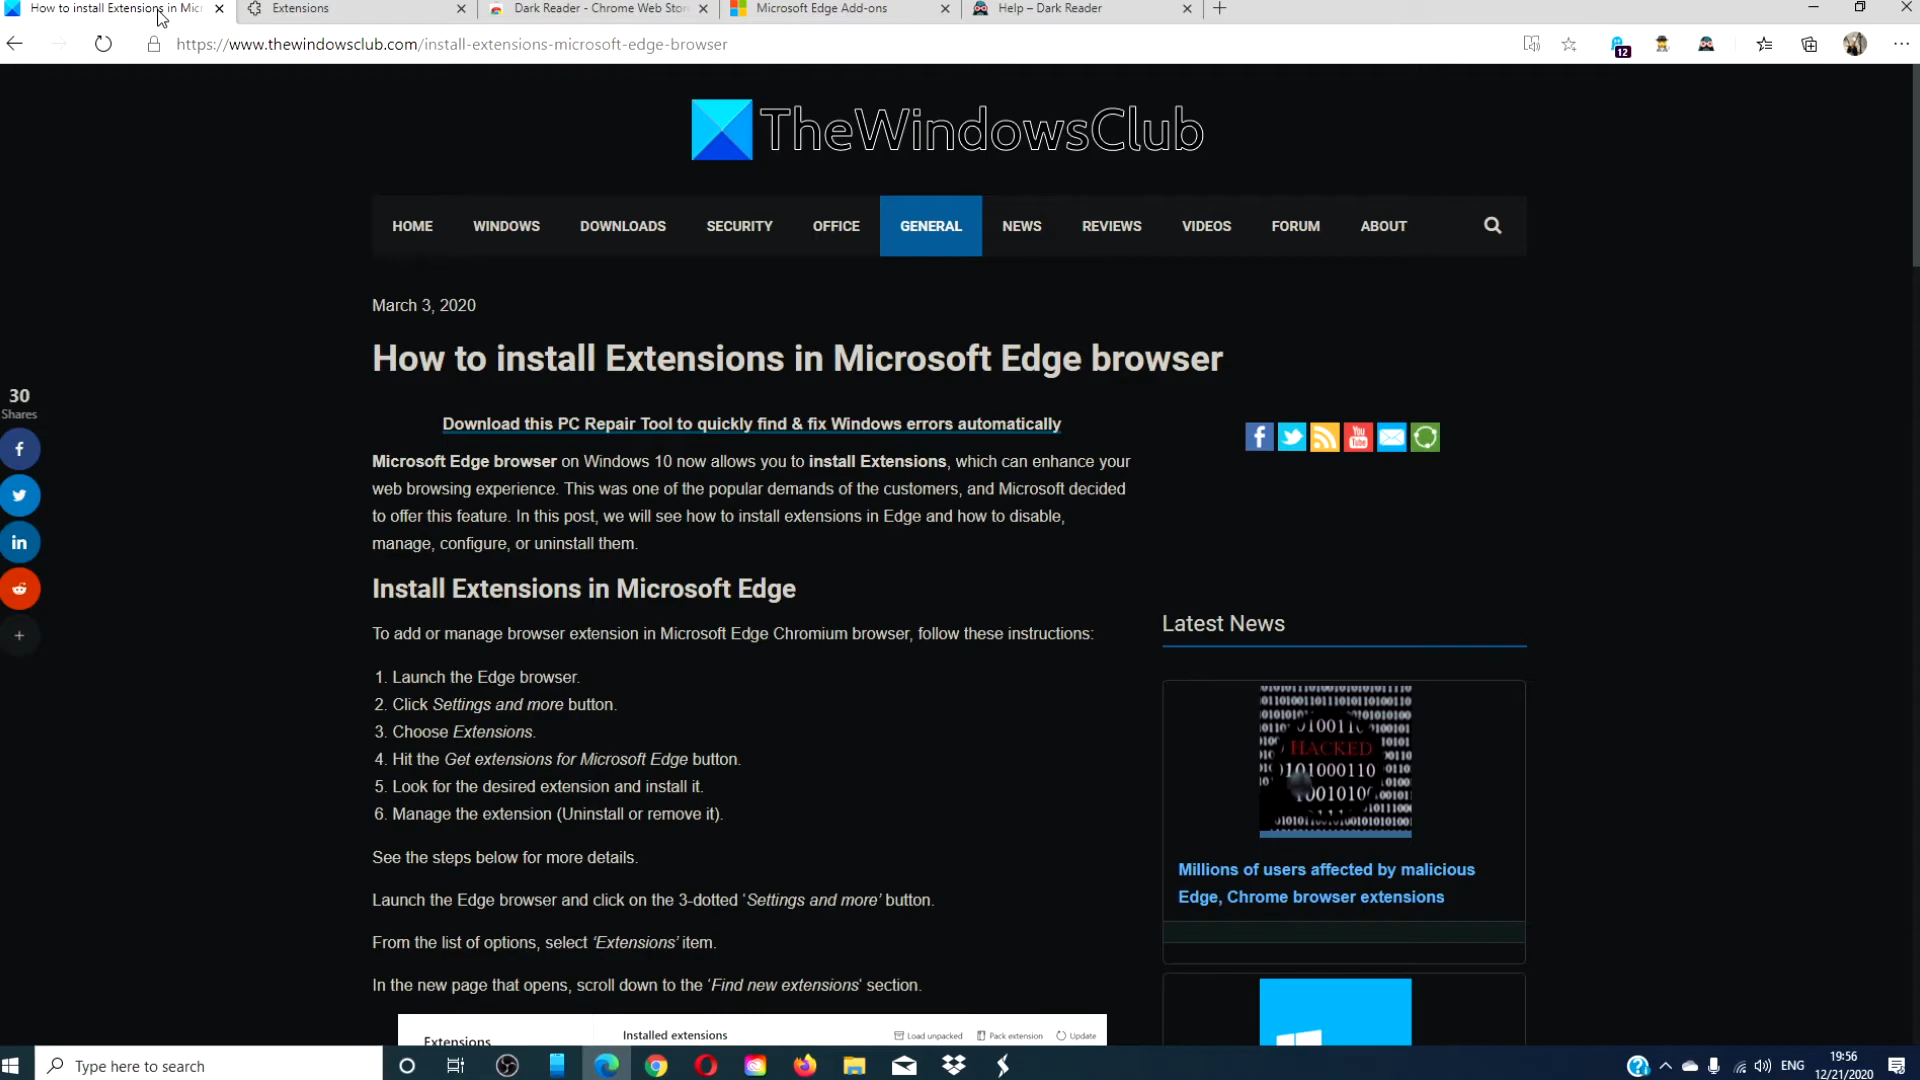 How to install Extensions in Micr
Extensions
Dark Reader - Chrome Web Stor
Microsoft Edge Add-ons
Help – Dark Reader
https://www.thewindowsclub.com/install-extensions-microsoft-edge-browser
12
TheWindowsClub
HOME
WINDOWS
DOWNLOADS
SECURITY
OFFICE
GENERAL
NEWS
REVIEWS
VIDEOS
FORUM
ABOUT
March 3, 2020
How to install Extensions in Microsoft Edge browser
30
Shares
Download this PC Repair Tool to quickly find & fix Windows errors automatically
Microsoft Edge browser on Windows 10 now allows you to install Extensions, which can enhance your
web browsing experience. This was one of the popular demands of the customers, and Microsoft decided
to offer this feature. In this post, we will see how to install extensions in Edge and how to disable,
manage, configure, or uninstall them.
Install Extensions in Microsoft Edge
To add or manage browser extension in Microsoft Edge Chromium browser, follow these instructions:
1. Launch the Edge browser.
2. Click Settings and more button.
3. Choose Extensions.
4. Hit the Get extensions for Microsoft Edge button.
5. Look for the desired extension and install it.
6. Manage the extension (Uninstall or remove it).
See the steps below for more details.
Launch the Edge browser and click on the 3-dotted ‘Settings and more’ button.
From the list of options, select ‘Extensions’ item.
In the new page that opens, scroll down to the ‘Find new extensions‘ section.
Extensions
Installed extensions
Load unpacked
Pack extension
Update
Latest News
HACKED
Millions of users affected by malicious
Edge, Chrome browser extensions
Type here to search
ENG
19:56
12/21/2020